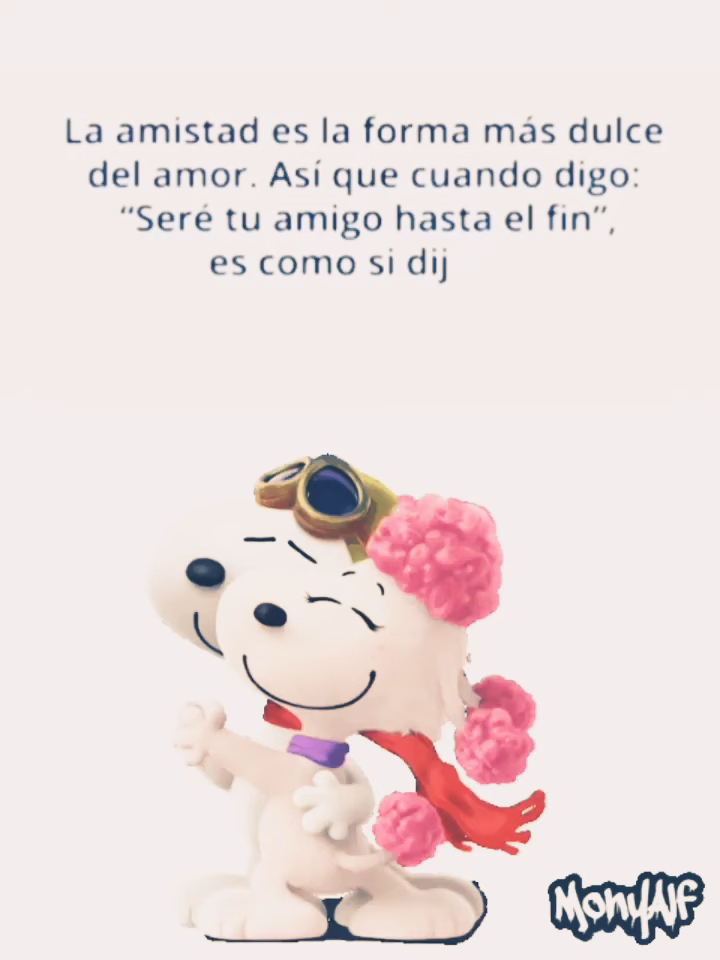 La amistad es la forma más dulce
del amor. Así que cuando digo:
“Seré tu amigo hasta el fin”,
es como si dij
MonyAlf